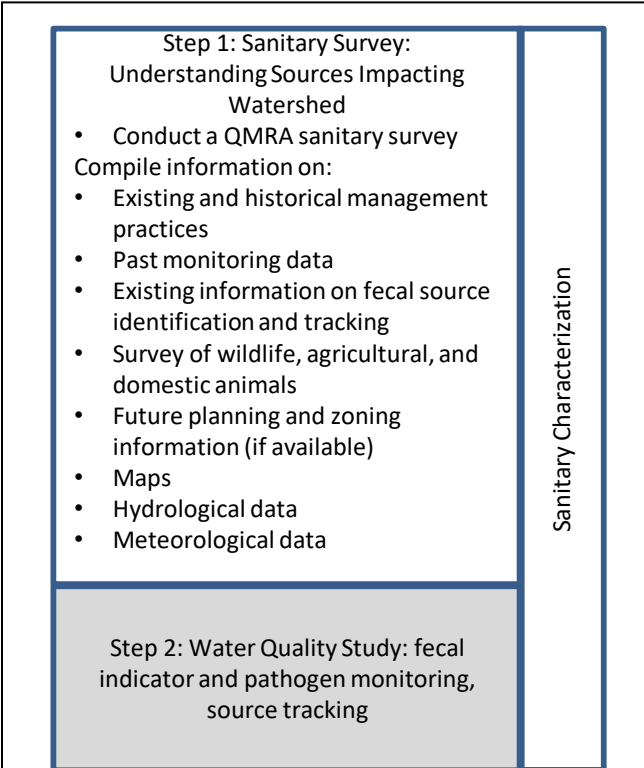 Step 1: Sanitary Survey:
Understanding Sources Impacting
Watershed
• Conduct a QMRA sanitary survey
Compile information on:
• Existing and historical management
practices
• Past monitoring data
• Existing information on fecal source
identification and tracking
• Survey of wildlife, agricultural, and
domestic animals
• Future planning and zoning
information (if available)
• Maps
• Hydrological data
• Meteorological data
Sanitary Characterization
Step 2: Water Quality Study: fecal
indicator and pathogen monitoring,
source tracking